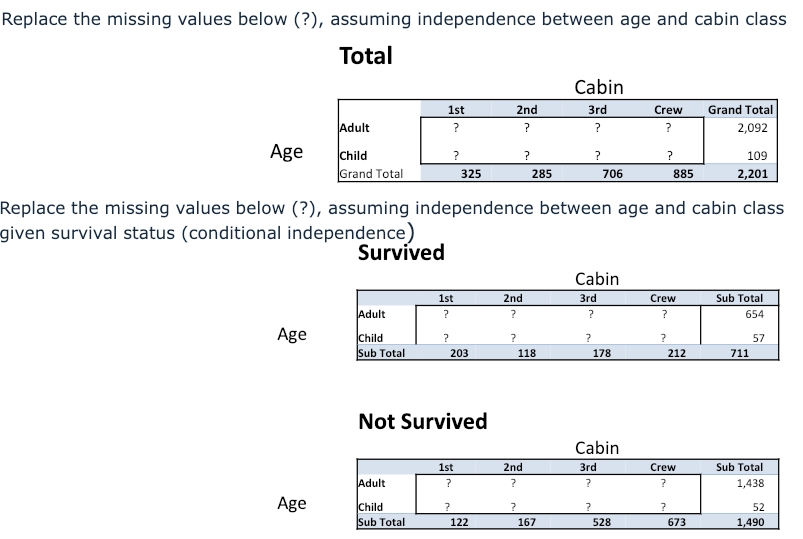 Replace the missing values below (?), assuming independence between age and cabin class
Total
Cabin
1st 2nd 3rd Crew Grand Total
Adult ? ? ? ? 2,092
Age
Child ? ? ? ? 109
Grand Total 325 285 706 885 2,201
Replace the missing values below (?), assuming independence between age and cabin class
given survival status (conditional independence)
Survived
Cabin
1st 2nd 3rd Crew Sub Total
Adult ? ? ? ? 654
Age
Child ? ? ? ? 57
Sub Total 203 118 178 212 711
Not Survived
Cabin
1st 2nd 3rd Crew Sub Total
Adult ? ? ? ? 1,438
Age
Child ? ? ? ? 52
Sub Total 122 167 528 673 1,490